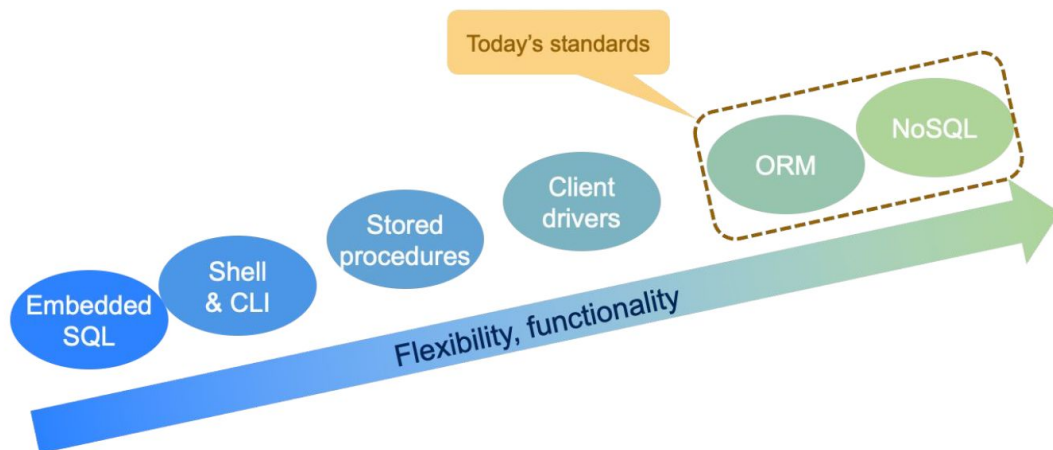 Today's standards
NoSQL
ORM
Client
drivers
Stored
procedures
Shell
& CLI
Embedded
SQL
Flexibility, functionality